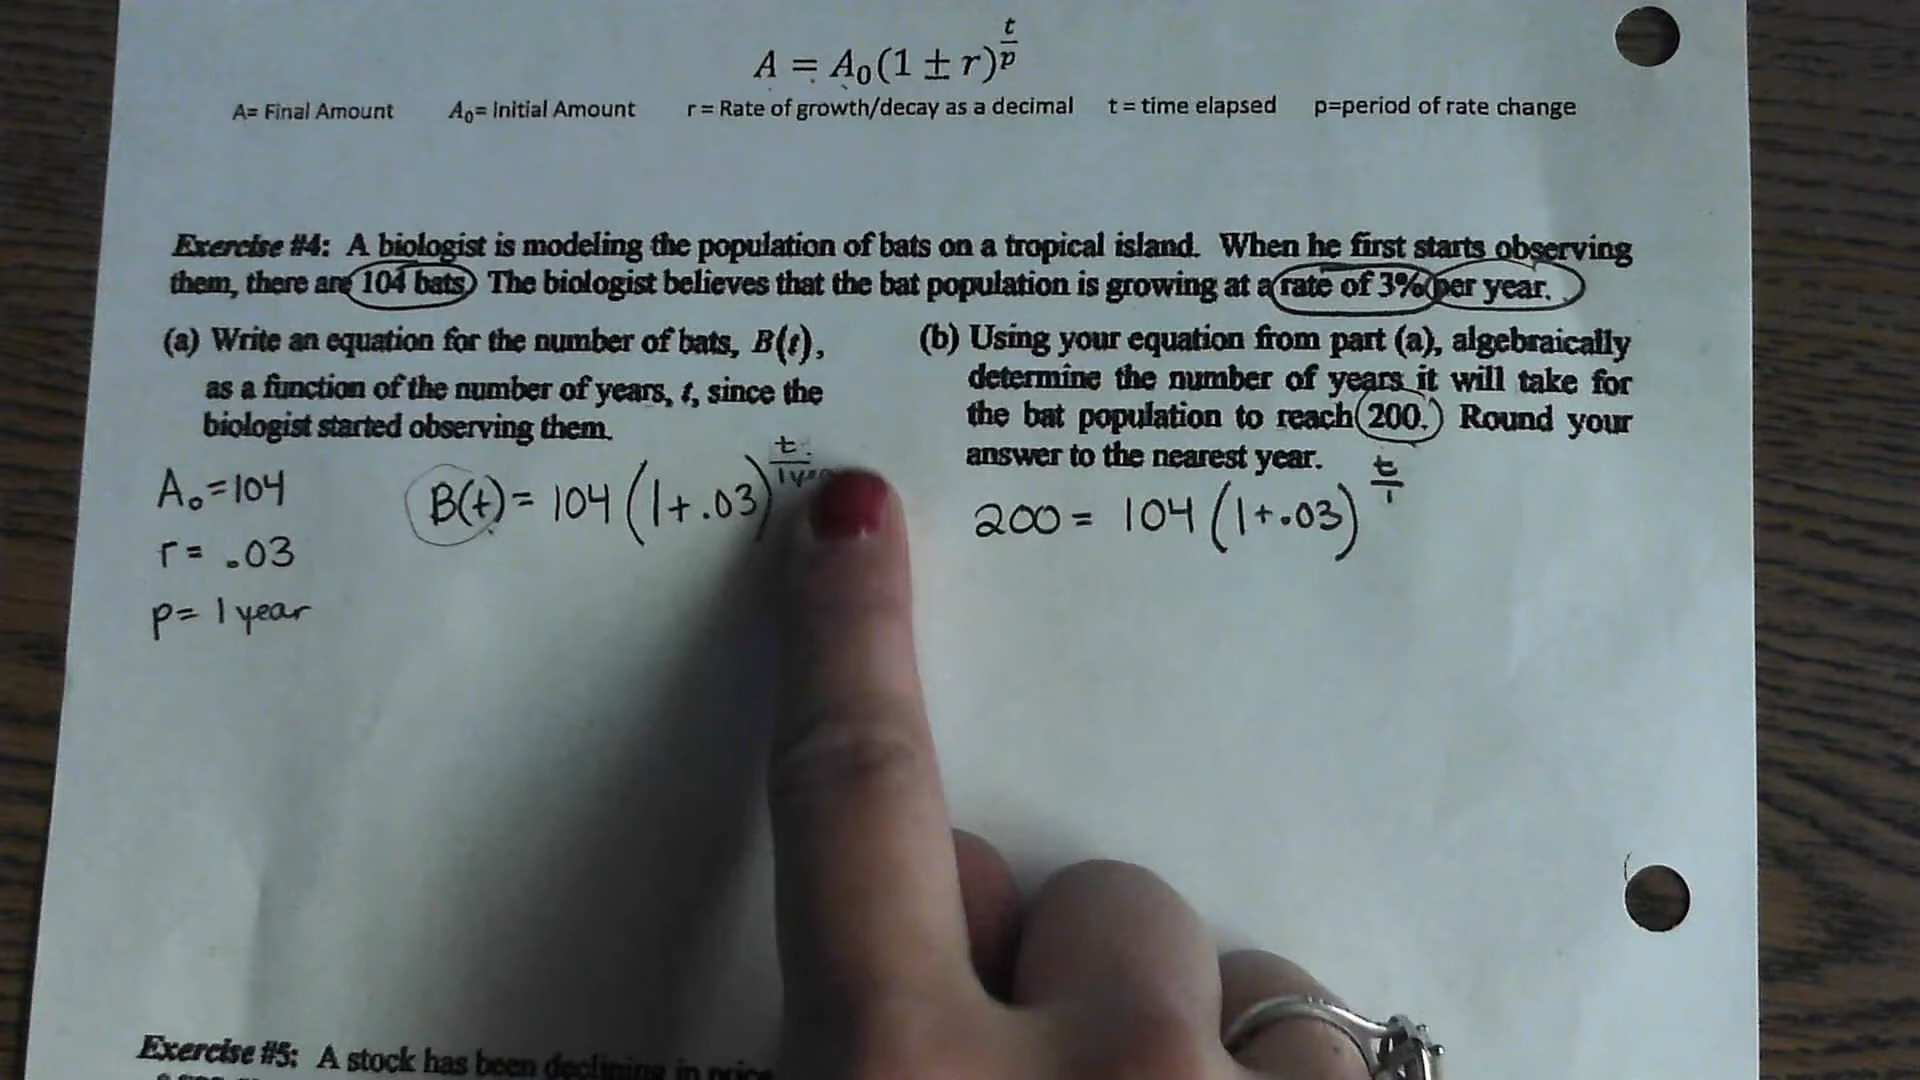 A = A₀(1 ± r)^(t/p)
A= Final Amount A₀= Initial Amount r = Rate of growth/decay as a decimal t = time elapsed p=period of rate change
Exercise #4: A biologist is modeling the population of bats on a tropical island. When he first starts observing
them, there are 104 bats. The biologist believes that the bat population is growing at a rate of 3% per year.
(a) Write an equation for the number of bats, B(t),
as a function of the number of years, t, since the
biologist started observing them.
A₀=104
r= .03
p= 1 year
B(t)= 104(1+.03)^(t/1 year)
(b) Using your equation from part (a), algebraically
determine the number of years it will take for
the bat population to reach 200. Round your
answer to the nearest year.
200= 104(1+.03)^(t/1)
Exercise #5: A stock has been declining in price